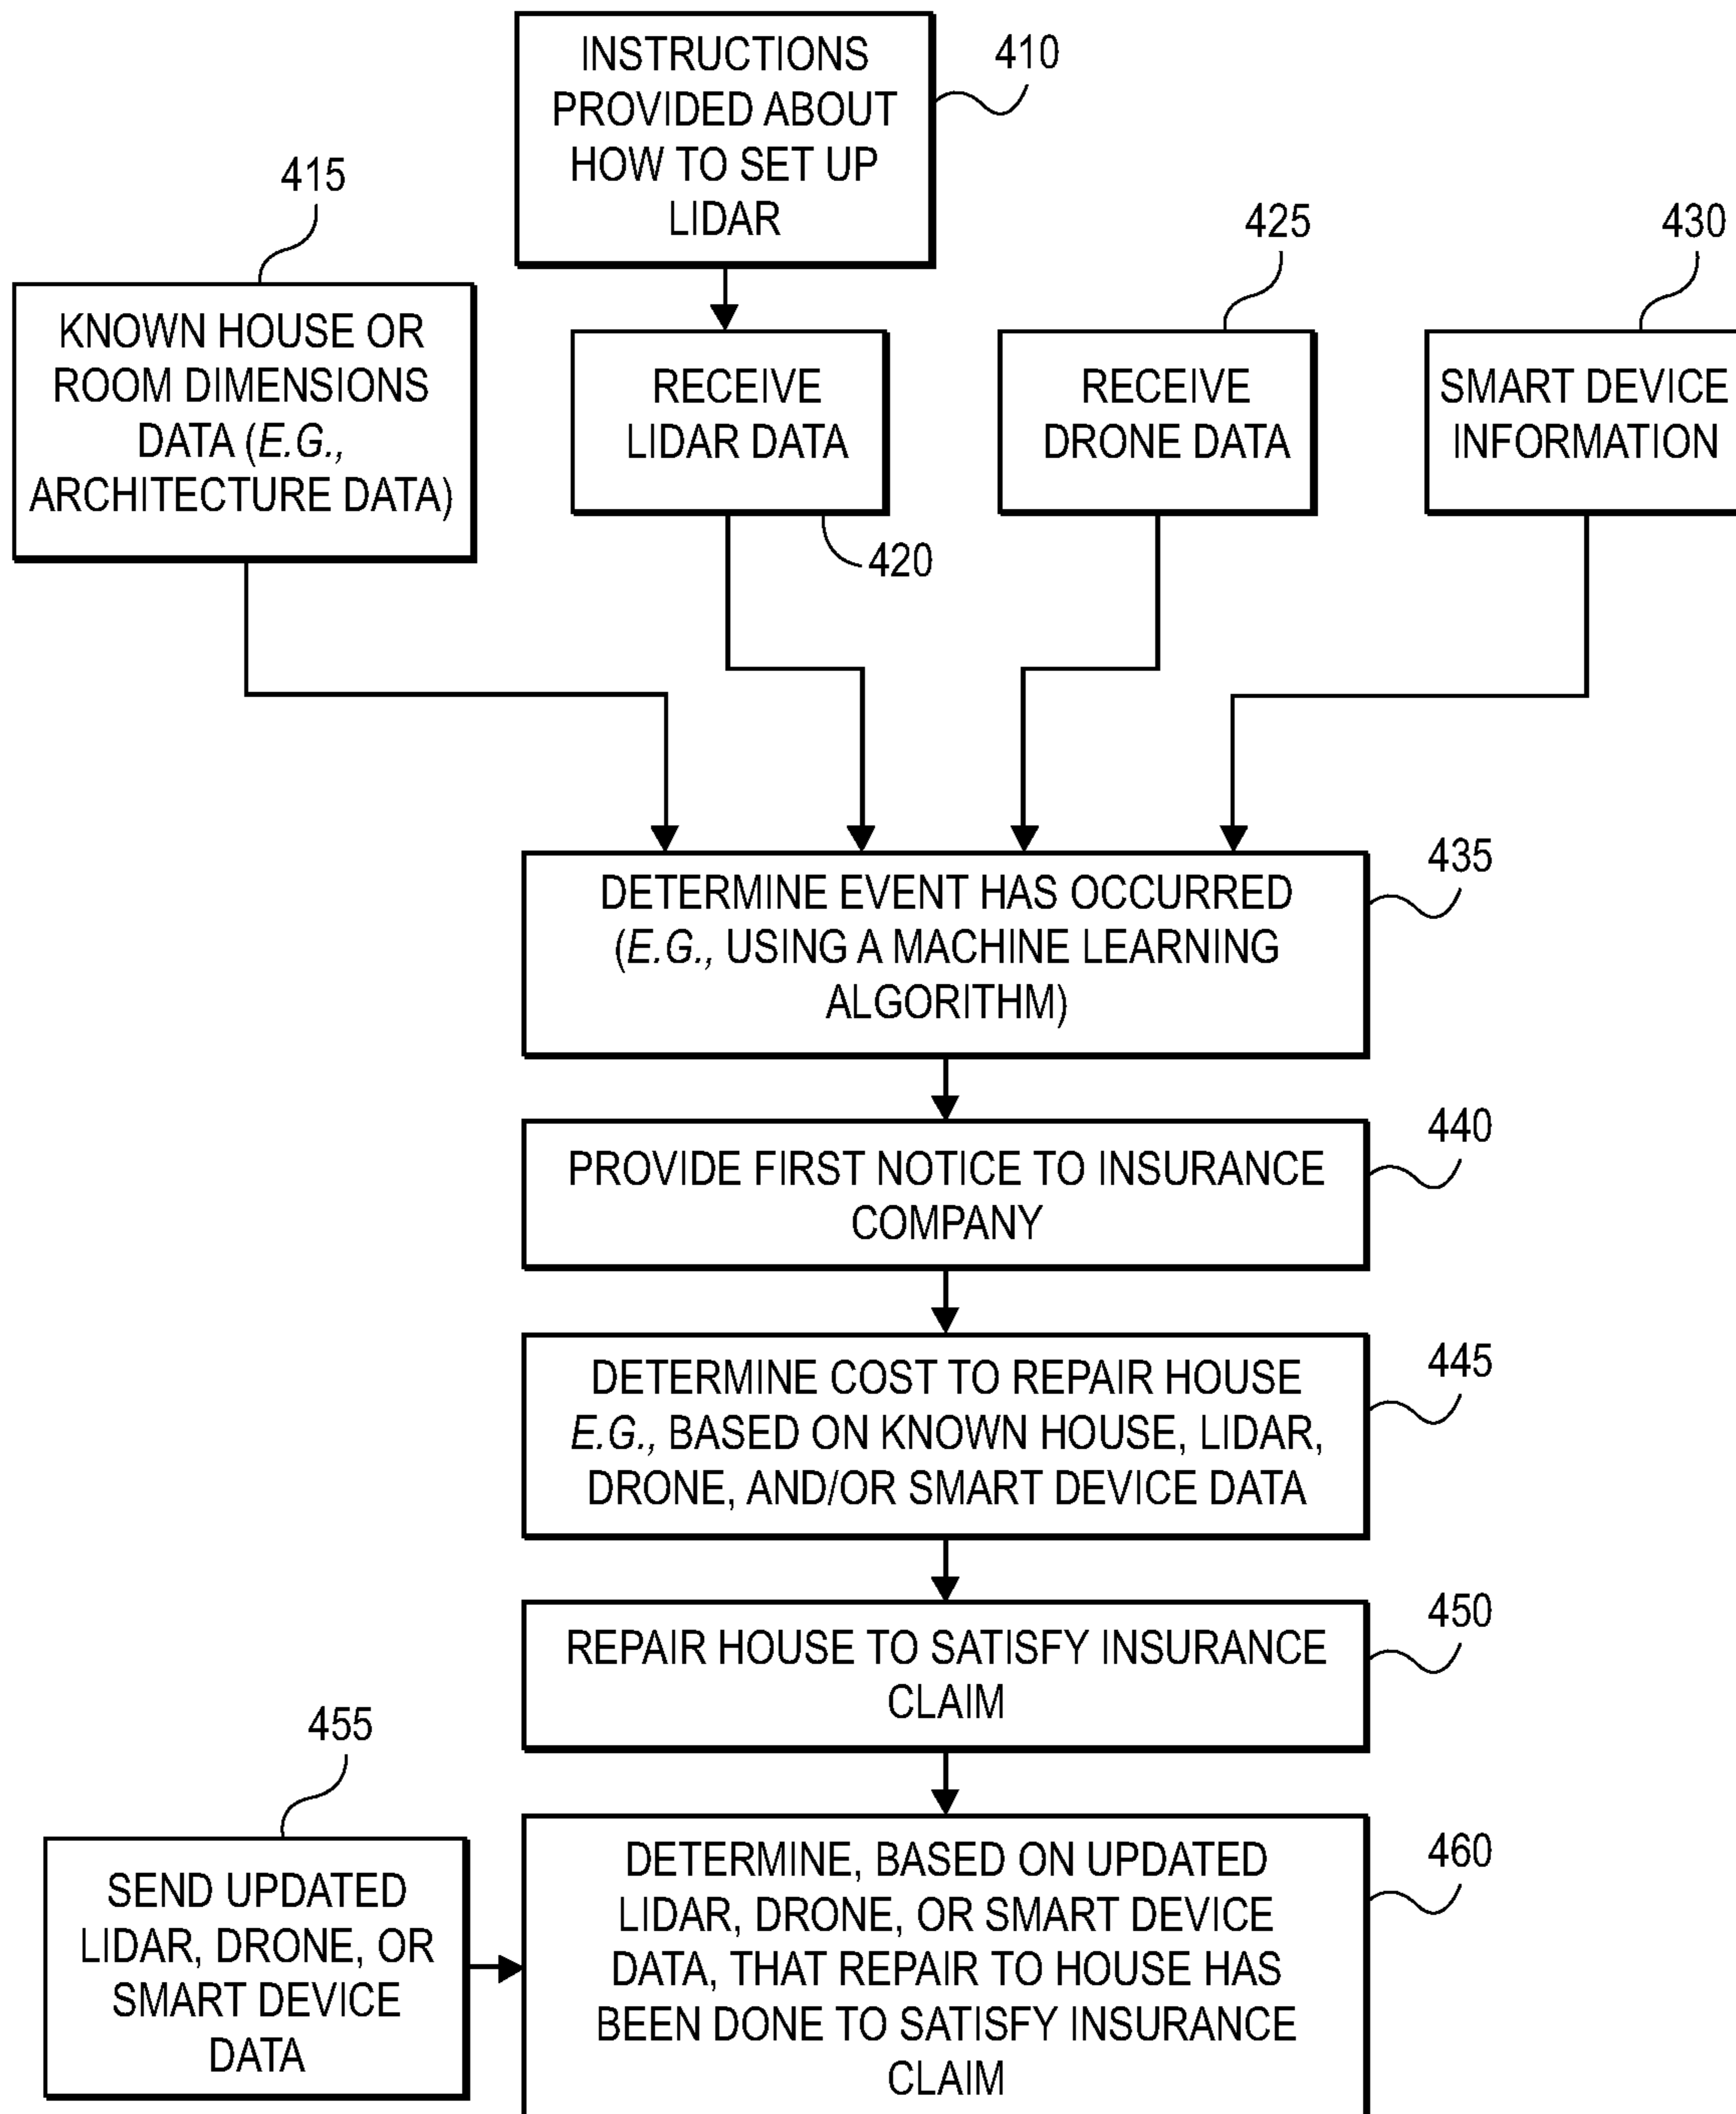 INSTRUCTIONS
PROVIDED ABOUT
HOW TO SET UP
LIDAR
410
415
KNOWN HOUSE OR
ROOM DIMENSIONS
DATA (E.G.,
ARCHITECTURE DATA)
RECEIVE
LIDAR DATA
420
425
RECEIVE
DRONE DATA
430
SMART DEVICE
INFORMATION
DETERMINE EVENT HAS OCCURRED
(E.G., USING A MACHINE LEARNING
ALGORITHM)
435
PROVIDE FIRST NOTICE TO INSURANCE
COMPANY
440
DETERMINE COST TO REPAIR HOUSE
E.G., BASED ON KNOWN HOUSE, LIDAR,
DRONE, AND/OR SMART DEVICE DATA
445
REPAIR HOUSE TO SATISFY INSURANCE
CLAIM
450
455
SEND UPDATED
LIDAR, DRONE, OR
SMART DEVICE
DATA
DETERMINE, BASED ON UPDATED
LIDAR, DRONE, OR SMART DEVICE
DATA, THAT REPAIR TO HOUSE HAS
BEEN DONE TO SATISFY INSURANCE
CLAIM
460